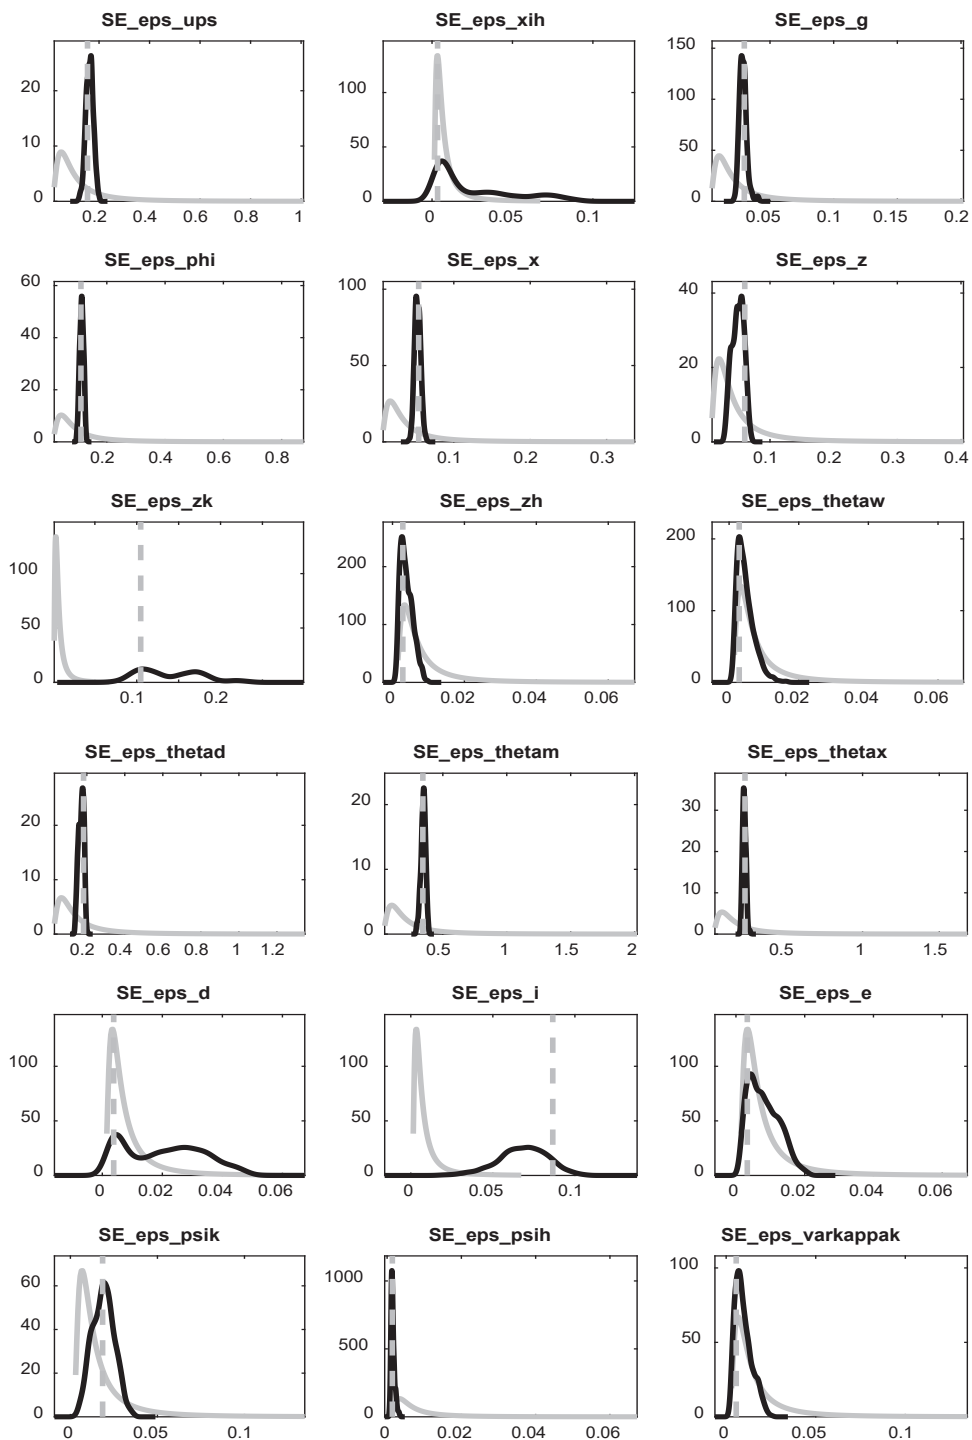 SE_eps_ups SE_eps_xih SE_eps_g
150
20 100
100
10 50
50
0 0 0
0.2 0.4 0.6 0.8 1 0 0.05 0.1 0.05 0.1 0.15 0.2
SE_eps_phi SE_eps_x SE_eps_z
60 100 40
40
50 20
20
0 0 0
0.2 0.4 0.6 0.8 0.1 0.2 0.3 0.1 0.2 0.3 0.4
SE_eps_zk SE_eps_zh SE_eps_thetaw
200 200
100
100 100
50
0 0 0
0.1 0.2 0 0.02 0.04 0.06 0 0.02 0.04 0.06
SE_eps_thetad SE_eps_thetam SE_eps_thetax
20 20 30
20
10 10 10
0 0 0
0.2 0.4 0.6 0.8 1 1.2 0.5 1 1.5 2 0.5 1 1.5
SE_eps_d SE_eps_i SE_eps_e
100 100 100
50 50 50
0 0 0
0 0.02 0.04 0.06 0 0.05 0.1 0 0.02 0.04 0.06
SE_eps_psik SE_eps_psih SE_eps_varkappak
60 1000 100
40
500 50
20
0 0 0
0 0.05 0.1 0 0.02 0.04 0.06 0 0.05 0.1